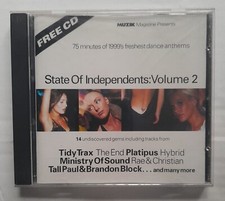 FREE CD
MUZIK Magazine Presents
75 minutes of 1999's freshest dance anthems
State Of Independents:Volume 2
14 undiscovered gems including tracks from:
Tidy Trax The End Platipus Hybrid
Ministry Of Sound Rae & Christian
Tall Paul & Brandon Block... and many more